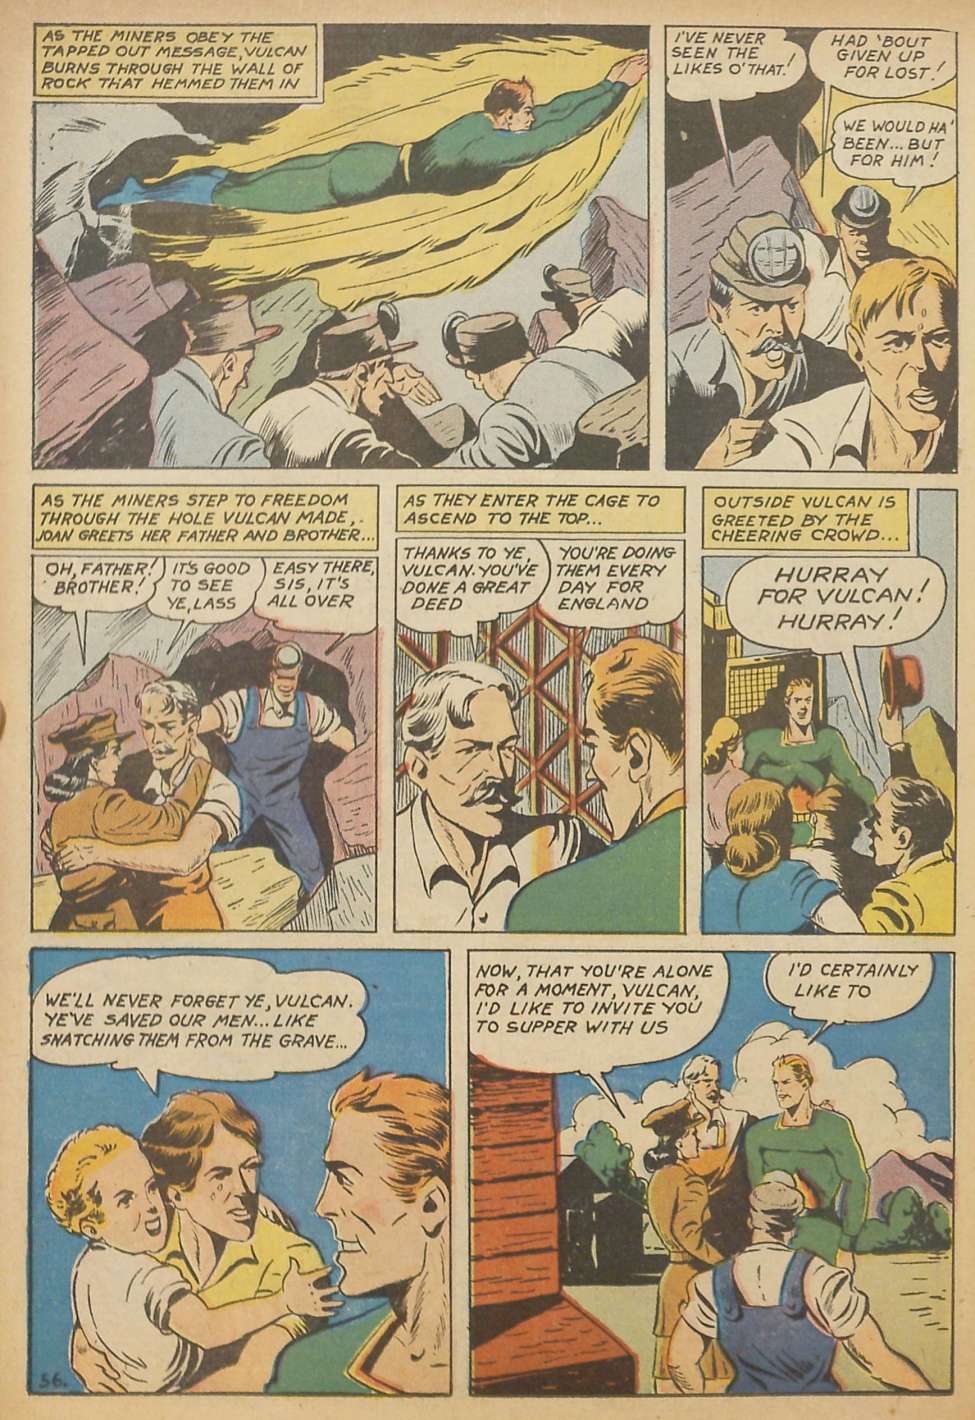 AS THE MINERS OBEY THE
TAPPED OUT MESSAGE, VULCAN
BURNS THROUGH THE WALL OF
ROCK THAT HEMMED THEM IN
I'VE NEVER
SEEN THE
LIKES O' THAT!
HAD 'BOUT
GIVEN UP
FOR LOST!
WE WOULD HA'
BEEN... BUT
FOR HIM!
AS THE MINERS STEP TO FREEDOM
THROUGH THE HOLE VULCAN MADE,.
JOAN GREETS HER FATHER AND BROTHER...
OH, FATHER!
BROTHER!
IT'S GOOD
TO SEE
YE, LASS
EASY THERE,
SIS, IT'S
ALL OVER
AS THEY ENTER THE CAGE TO
ASCEND TO THE TOP...
THANKS TO YE,
VULCAN. YOU'VE
DONE A GREAT
DEED
YOU'RE DOING
THEM EVERY
DAY FOR
ENGLAND
OUTSIDE VULCAN IS
GREETED BY THE
CHEERING CROWD...
HURRAY
FOR VULCAN!
HURRAY!
WE'LL NEVER FORGET YE, VULCAN.
YE'VE SAVED OUR MEN... LIKE
SNATCHING THEM FROM THE GRAVE...
NOW, THAT YOU'RE ALONE
FOR A MOMENT, VULCAN,
I'D LIKE TO INVITE YOU
TO SUPPER WITH US
I'D CERTAINLY
LIKE TO
56.